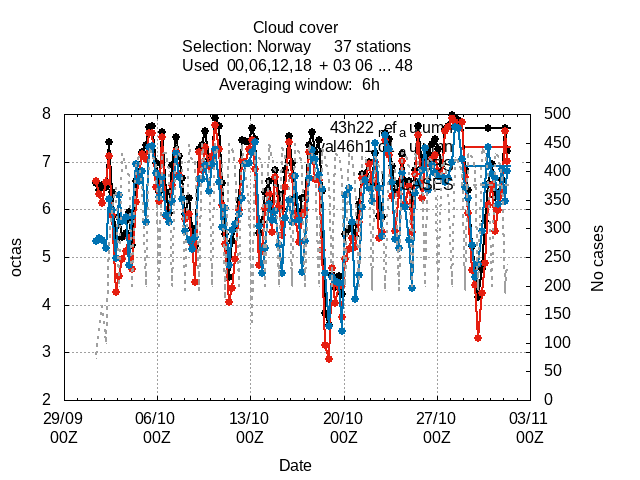 Cloud cover
Selection: Norway 37 stations
Used 00,06,12,18 + 03 06 ... 48
Averaging window: 6h
8
7
6
5
4
3
2
octas
500
450
400
350
300
250
200
150
100
50
0
No cases
43h22
29/09 06/10 13/10 20/10 27/10 03/11
00Z 00Z 00Z 00Z 00Z 00Z
Date